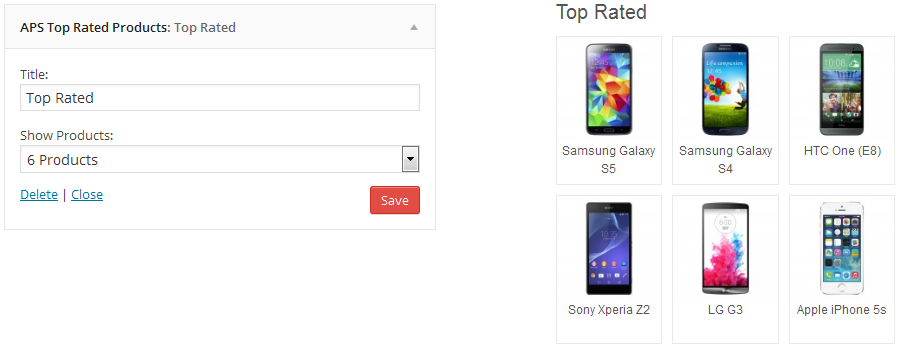 APS Top Rated Products: Top Rated
Title:
Top Rated
Show Products:
6 Products
Delete | Close
Save
Top Rated
Samsung Galaxy
S5
Samsung Galaxy
S4
HTC One (E8)
Sony Xperia Z2
LG G3
Apple iPhone 5s